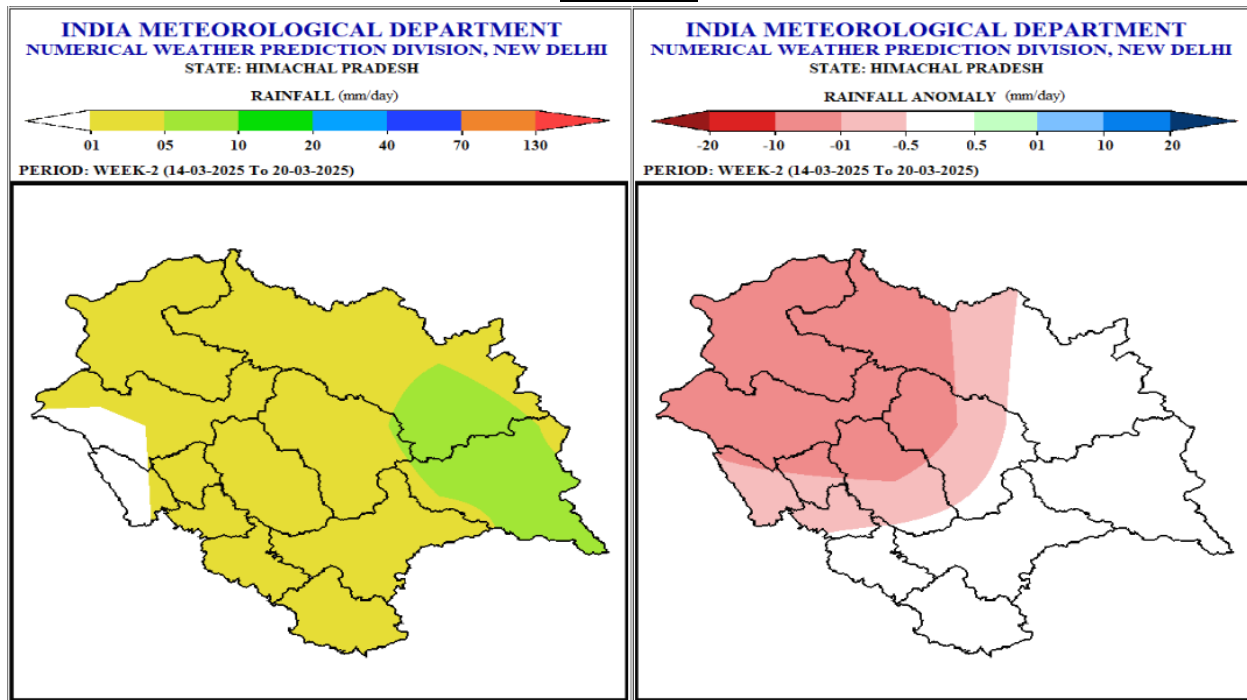 INDIA METEOROLOGICAL DEPARTMENT
NUMERICAL WEATHER PREDICTION DIVISION, NEW DELHI
STATE: HIMACHAL PRADESH
RAINFALL (mm/day)
01 05 10 20 40 70 130
PERIOD: WEEK-2 (14-03-2025 To 20-03-2025)
INDIA METEOROLOGICAL DEPARTMENT
NUMERICAL WEATHER PREDICTION DIVISION, NEW DELHI
STATE: HIMACHAL PRADESH
RAINFALL ANOMALY (mm/day)
-20 -10 -01 -0.5 0.5 01 10 20
PERIOD: WEEK-2 (14-03-2025 To 20-03-2025)